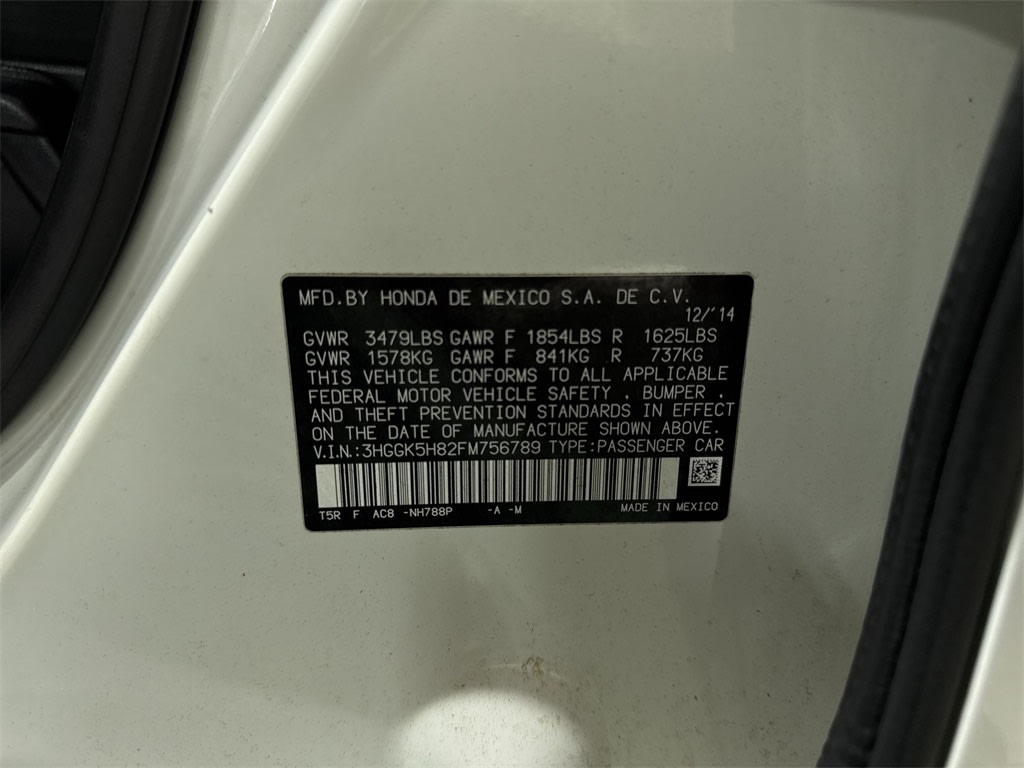 MFD.BY HONDA DE MEXICO S.A. DE C.V.
12/'14
GVWR 3479LBS GAWR F 1854LBS R 1625LBS
GVWR 1578KG GAWR F 841KG R 737KG
THIS VEHICLE CONFORMS TO ALL APPLICABLE
FEDERAL MOTOR VEHICLE SAFETY , BUMPER ,
AND THEFT PREVENTION STANDARDS IN EFFECT
ON THE DATE OF MANUFACTURE SHOWN ABOVE.
V.I.N:3HGGK5H82FM756789 TYPE:PASSENGER CAR
T5R F AC8 -NH788P -A -M MADE IN MEXICO